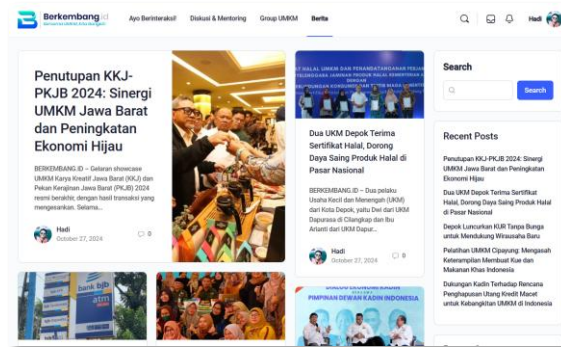 Berkembang.id
Ayo Berinteraksi!
Diskusi & Mentoring
Group UMKM
Berita
Hadi
Penutupan KKJ-
PKJB 2024: Sinergi
UMKM Jawa Barat
dan Peningkatan
Ekonomi Hijau
BERKEMBANG.ID – Gelaran showcase
UMKM Karya Kreatif Jawa Barat (KKJ) dan
Pekan Kerajinan Jawa Barat (PKJB) 2024
resmi berakhir, dengan hasil transaksi yang
mengesankan. Selama...
Hadi
October 27, 2024
0
bank bjb
atm
Dua UKM Depok Terima
Sertifikat Halal, Dorong
Daya Saing Produk Halal di
Pasar Nasional
BERKEMBANG.ID – Dua pelaku
Usaha Kecil dan Menengah (UKM)
dari Kota Depok, yaitu Dwi dari UKM
Dapurasa di Cilangkap dan Ibu
Arianti dari UKM Dapur...
Hadi
October 27, 2024
0
PIMPINAN DEWAN KADIN INDONESIA
Search
Search
Recent Posts
Penutupan KKJ-PKJB 2024: Sinergi
UMKM Jawa Barat dan Peningkatan
Ekonomi Hijau
Dua UKM Depok Terima Sertifikat
Halal, Dorong Daya Saing Produk Halal
di Pasar Nasional
Depok Luncurkan KUR Tanpa Bunga
untuk Mendukung Wirausaha Baru
Pelatihan UMKM Cipayung: Mengasah
Keterampilan Membuat Kue dan
Makanan Khas Indonesia
Dukungan Kadin Terhadap Rencana
Penghapusan Utang Kredit Macet
untuk Kebangkitan UMKM di Indonesia